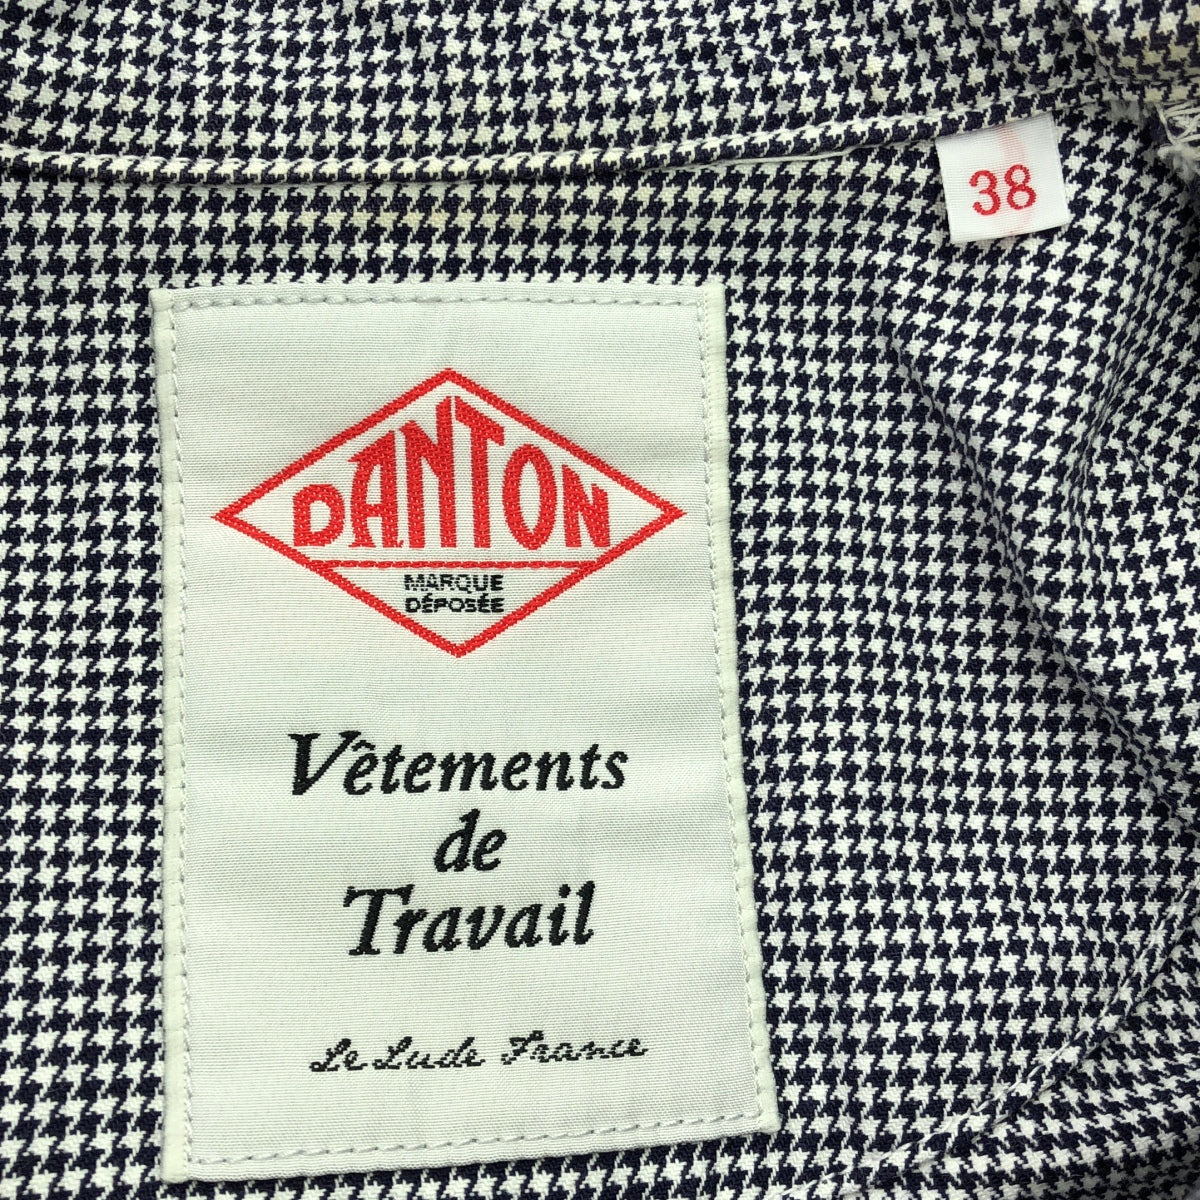 38
DANTON
MARQUE
DÉPOSÉE
Vêtements
de
Travail
Le Lude France